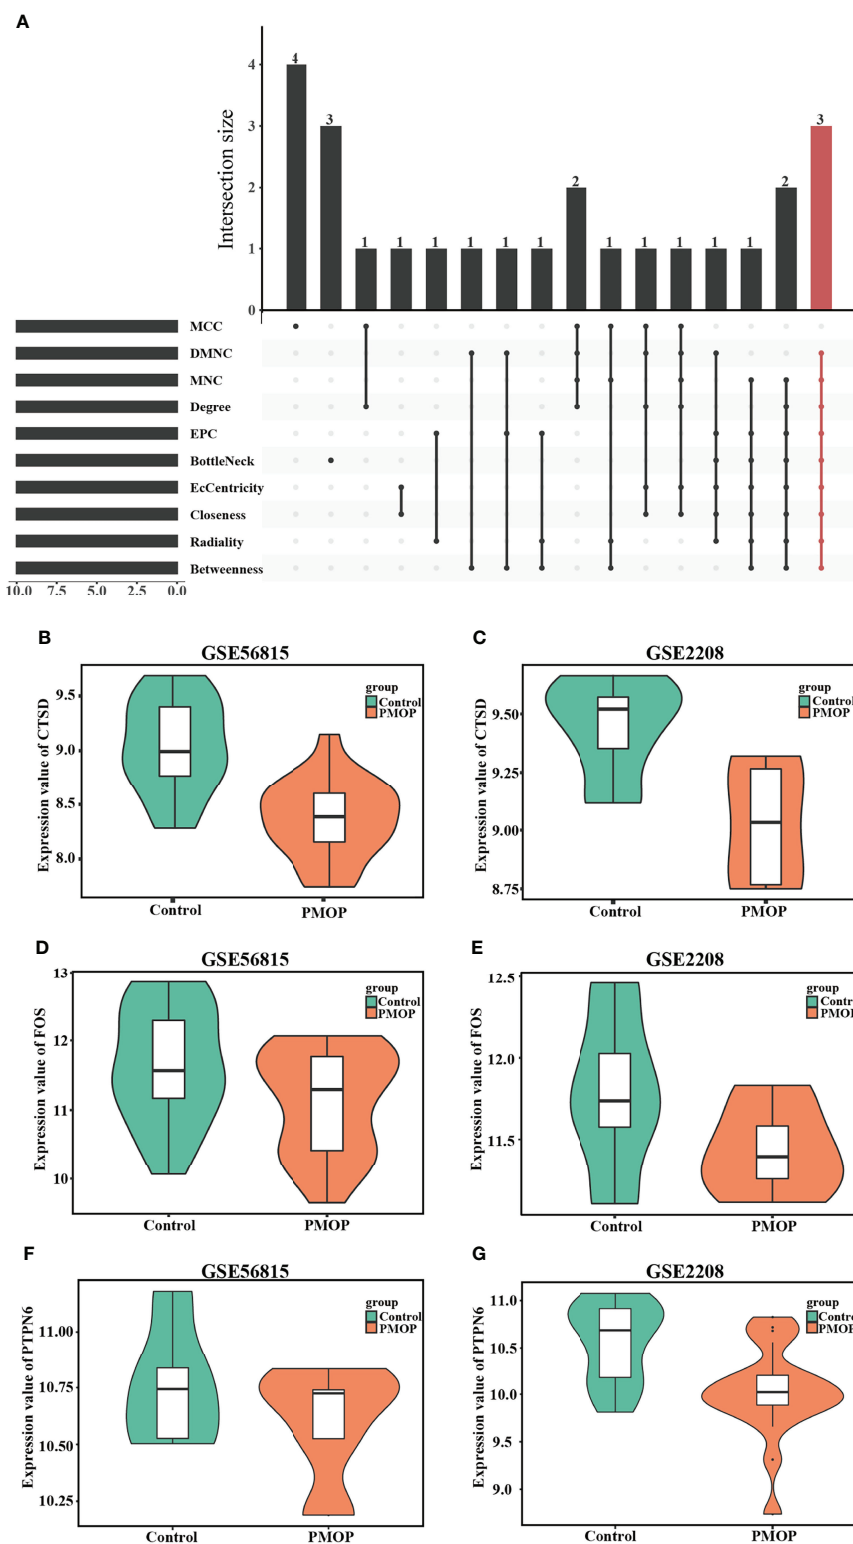 A
Intersection size
4
3
2
1
0
4
3
1
1
1
1
1
1
2
1
1
1
1
1
2
3
MCC
DMNC
MNC
Degree
EPC
BottleNeck
EcCentricity
Closeness
Radiality
Betweenness
10.0 7.5 5.0 2.5 0.0
B
GSE56815
Expression value of CTSD
9.5
9.0
8.5
8.0
group
Control
PMOP
Control PMOP
C
GSE2208
Expression value of CTSD
9.50
9.25
9.00
8.75
group
Contro
PMOP
Control PMOP
D
GSE56815
Expression value of FOS
13
12
11
10
group
Control
PMOP
Control PMOP
E
GSE2208
Expression value of FOS
12.5
12.0
11.5
group
Contro
PMOP
Control PMOP
F
GSE56815
Expression value of PTPN6
11.00
10.75
10.50
10.25
group
Control
PMOP
Control PMOP
G
GSE2208
Expression value of PTPN6
11.0
10.5
10.0
9.5
9.0
group
Contro
PMOP
Control PMOP